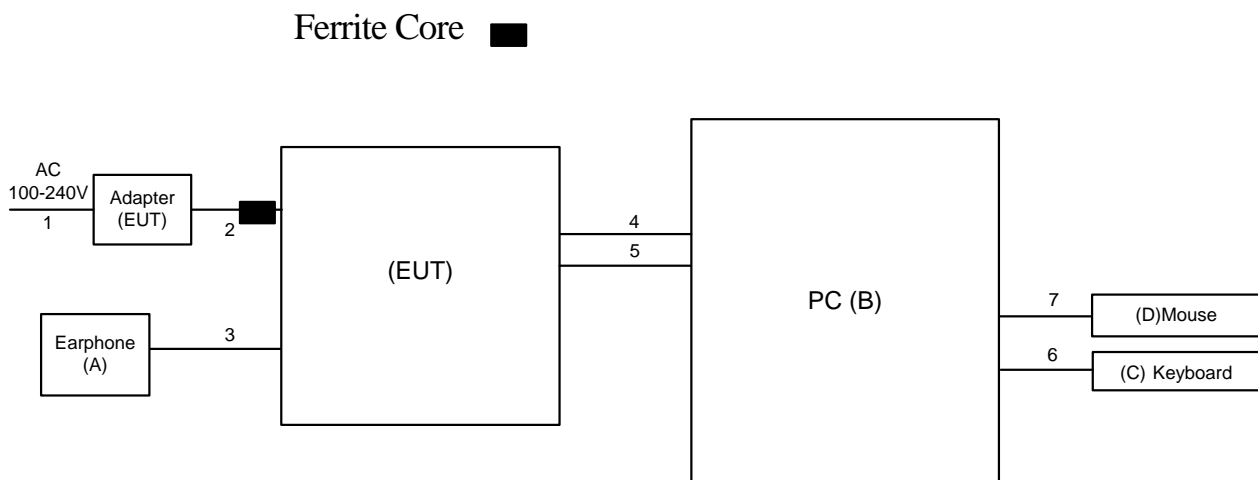 Ferrite Core
AC
100-240V
1
Adapter
(EUT)
2
Earphone
(A)
3
(EUT)
4
5
PC (B)
7
(D)Mouse
6
(C) Keyboard